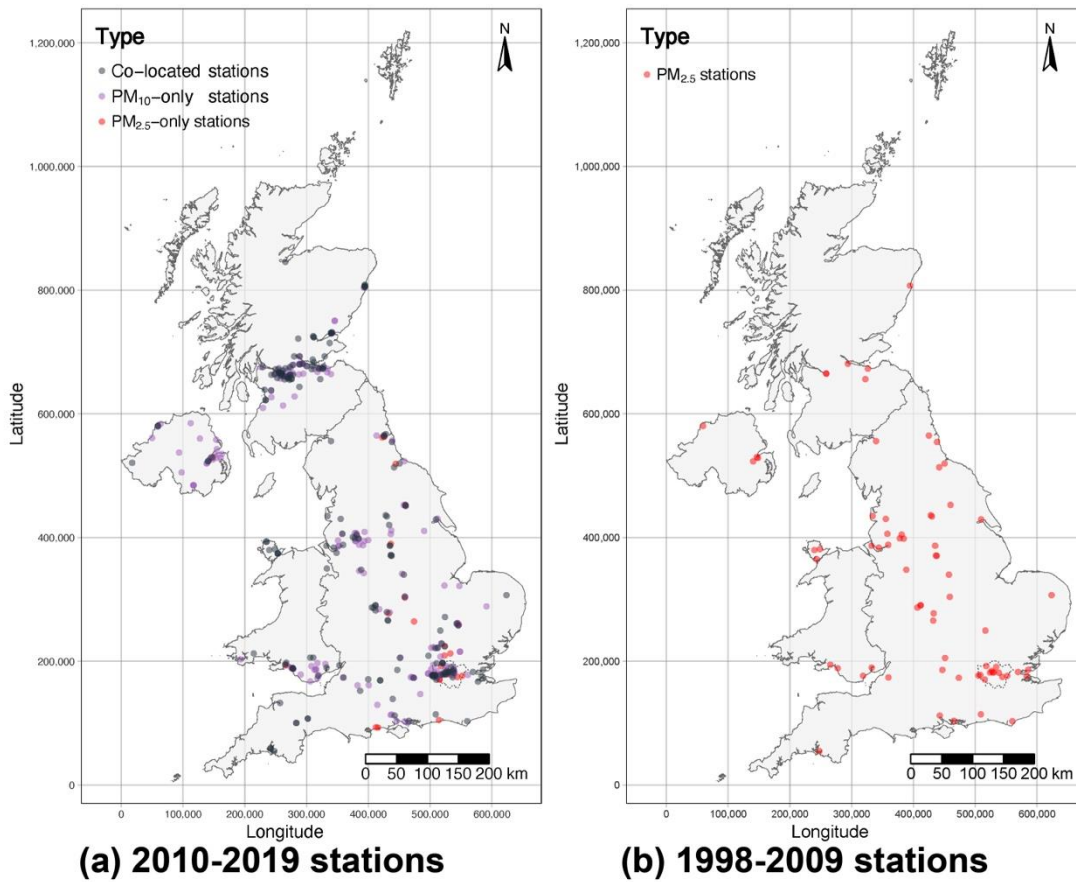 Type
Co-located stations
PM10-only stations
PM2.5-only stations
N
1,200,000
1,000,000
800,000
600,000
400,000
200,000
0
Latitude
0 50 100 150 200 km
0 100,000 200,000 300,000 400,000 500,000 600,000
Longitude
(a) 2010-2019 stations
Type
PM2.5 stations
N
1,200,000
1,000,000
800,000
600,000
400,000
200,000
0
Latitude
0 50 100 150 200 km
0 100,000 200,000 300,000 400,000 500,000 600,000
Longitude
(b) 1998-2009 stations